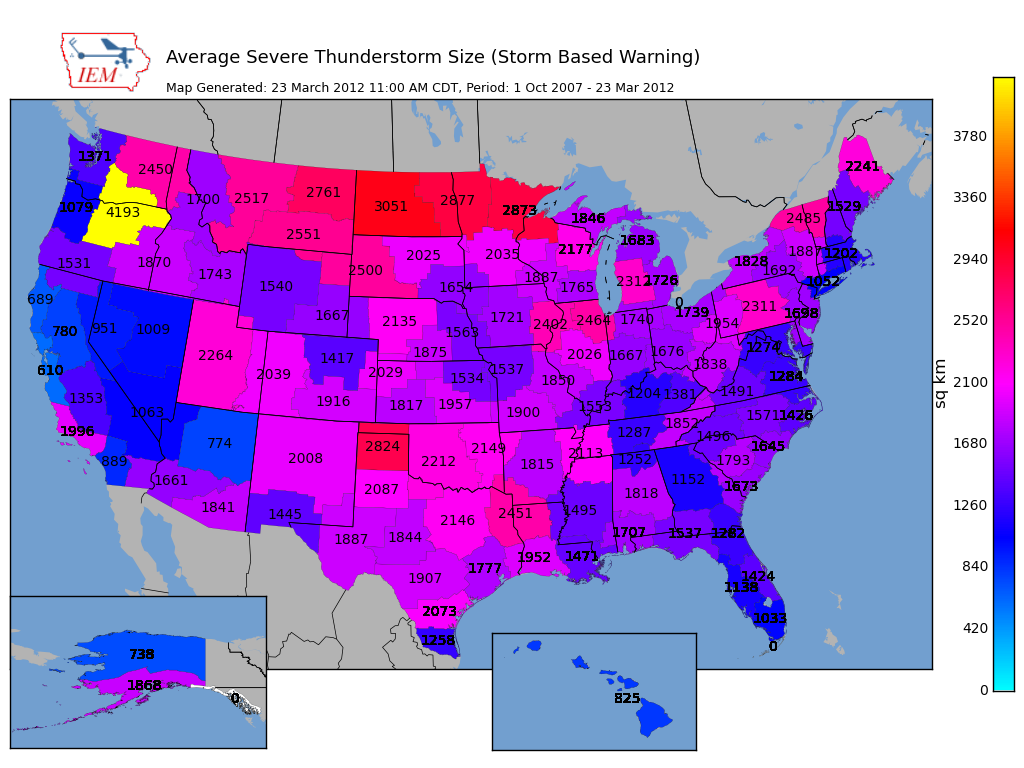 IEM
Average Severe Thunderstorm Size (Storm Based Warning)
Map Generated: 23 March 2012 11:00 AM CDT, Period: 1 Oct 2007 - 23 Mar 2012
1371 2450 1700 2517 2761 3051 2877 2873 1846 2241
1079 4193 2551 2485 1529
1531 1870 1743 1540 2500 2025 2035 2177 1683 1828 1887 1202
689 1667 1654 1867 1765 2312 1726 1692 1052
780 951 1009 2135 1563 1721 2402 2464 1740 0 1739 1954 2311 1698
610 2264 2039 1417 2029 1875 1534 1537 2026 1667 1676 1838 1274 1284
1353 1063 1916 1817 1957 1900 1850 1553 1204 1381 1491 1571 1426
1996 774 2008 2824 2212 2149 1815 2113 1287 1252 1852 1496 1645
889 1661 1841 1445 2087 2146 2451 1495 1818 1152 1793 1673
1887 1844 1907 1777 1952 1471 1707 1537 1282
2073 1258 1424 1138 1033 0
738 1868 0
825
3780
3360
2940
2520
2100
1680
1260
840
420
0
sq km